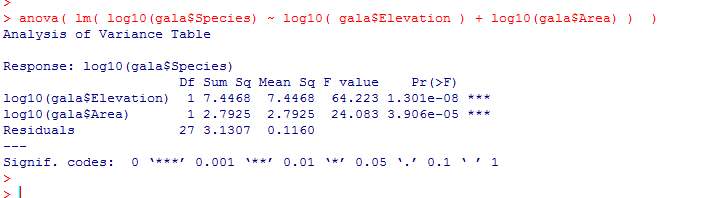 >
> anova( lm( log10(gala$Species) ~ log10( gala$Elevation ) + log10(gala$Area) )  )
Analysis of Variance Table

Response: log10(gala$Species)
                      Df Sum Sq Mean Sq F value    Pr(>F)
log10(gala$Elevation)  1 7.4468  7.4468  64.223 1.301e-08 ***
log10(gala$Area)       1 2.7925  2.7925  24.083 3.906e-05 ***
Residuals             27 3.1307  0.1160
---
Signif. codes:  0 ‘***’ 0.001 ‘**’ 0.01 ‘*’ 0.05 ‘.’ 0.1 ‘ ’ 1
>
>